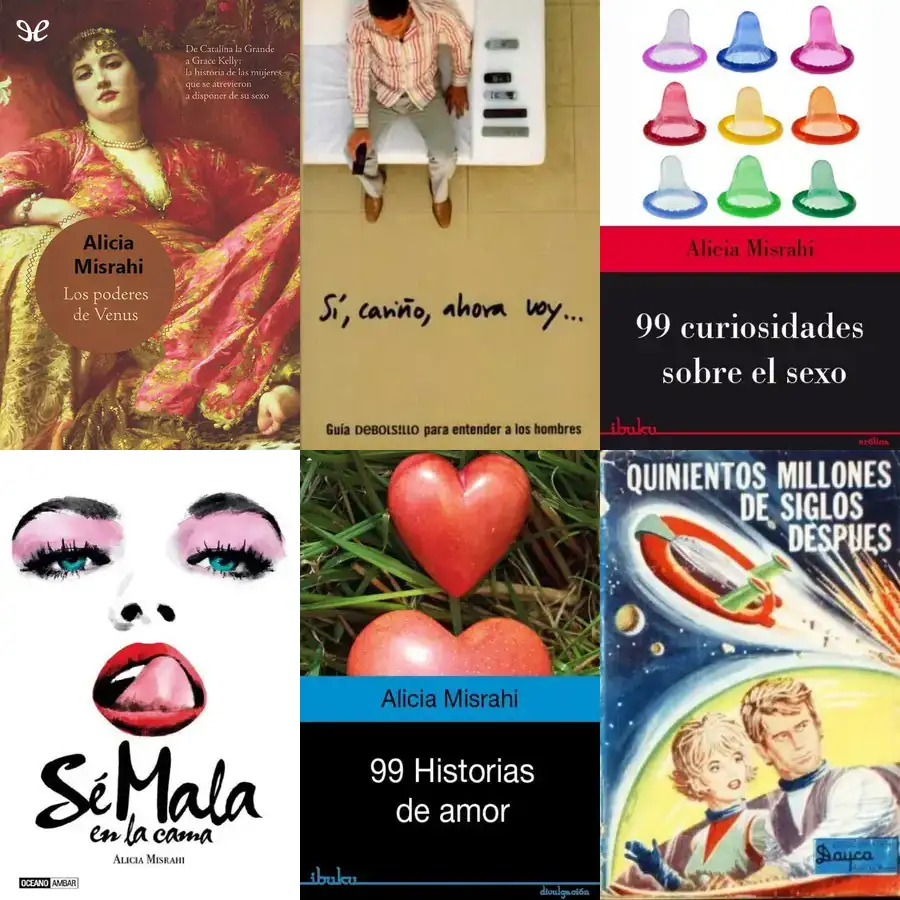 De Catalina la Grande
a Grace Kelly:
la historia de las mujeres
que se atrevieron
a disponer de su sexo
Alicia
Misrahi
Los poderes
de Venus
Sí, cariño, ahora voy...
Guía DEBOLS!LLO para entender a los hombres
Alicia Misrahi
99 curiosidades
sobre el sexo
ibuku
erótica
Sé Mala
en la cama
ALICIA MISRAHI
OCEANO AMBAR
Alicia Misrahi
99 Historias
de amor
ibuku
divulgación
QUINIENTOS MILLONES
DE SIGLOS
DESPUES
Dayca